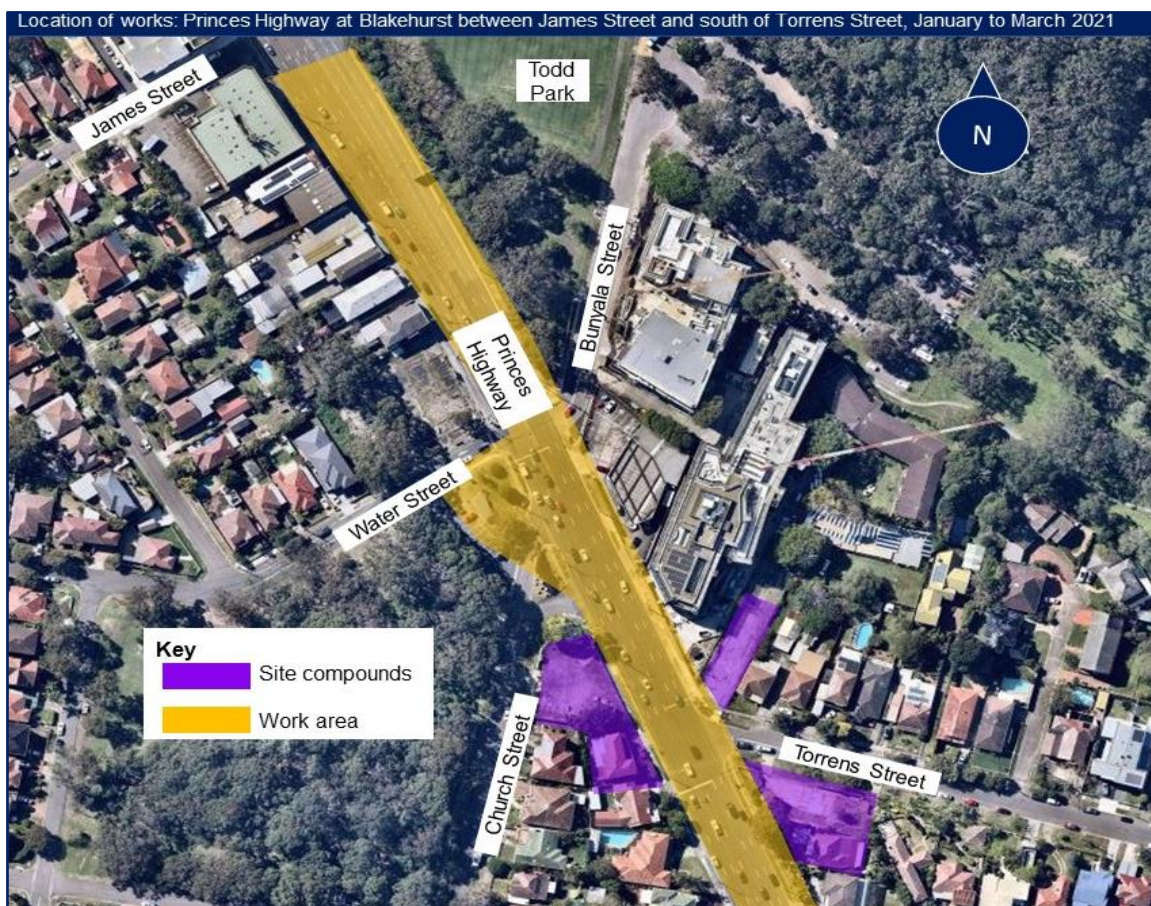 Location of works: Princes Highway at Blakehurst between James Street and south of Torrens Street, January to March 2021
Todd
Park
James Street
N
Bunyala Street
Princes
Highway
Water Street
Key
Site compounds
Work area
Church Street
Torrens Street